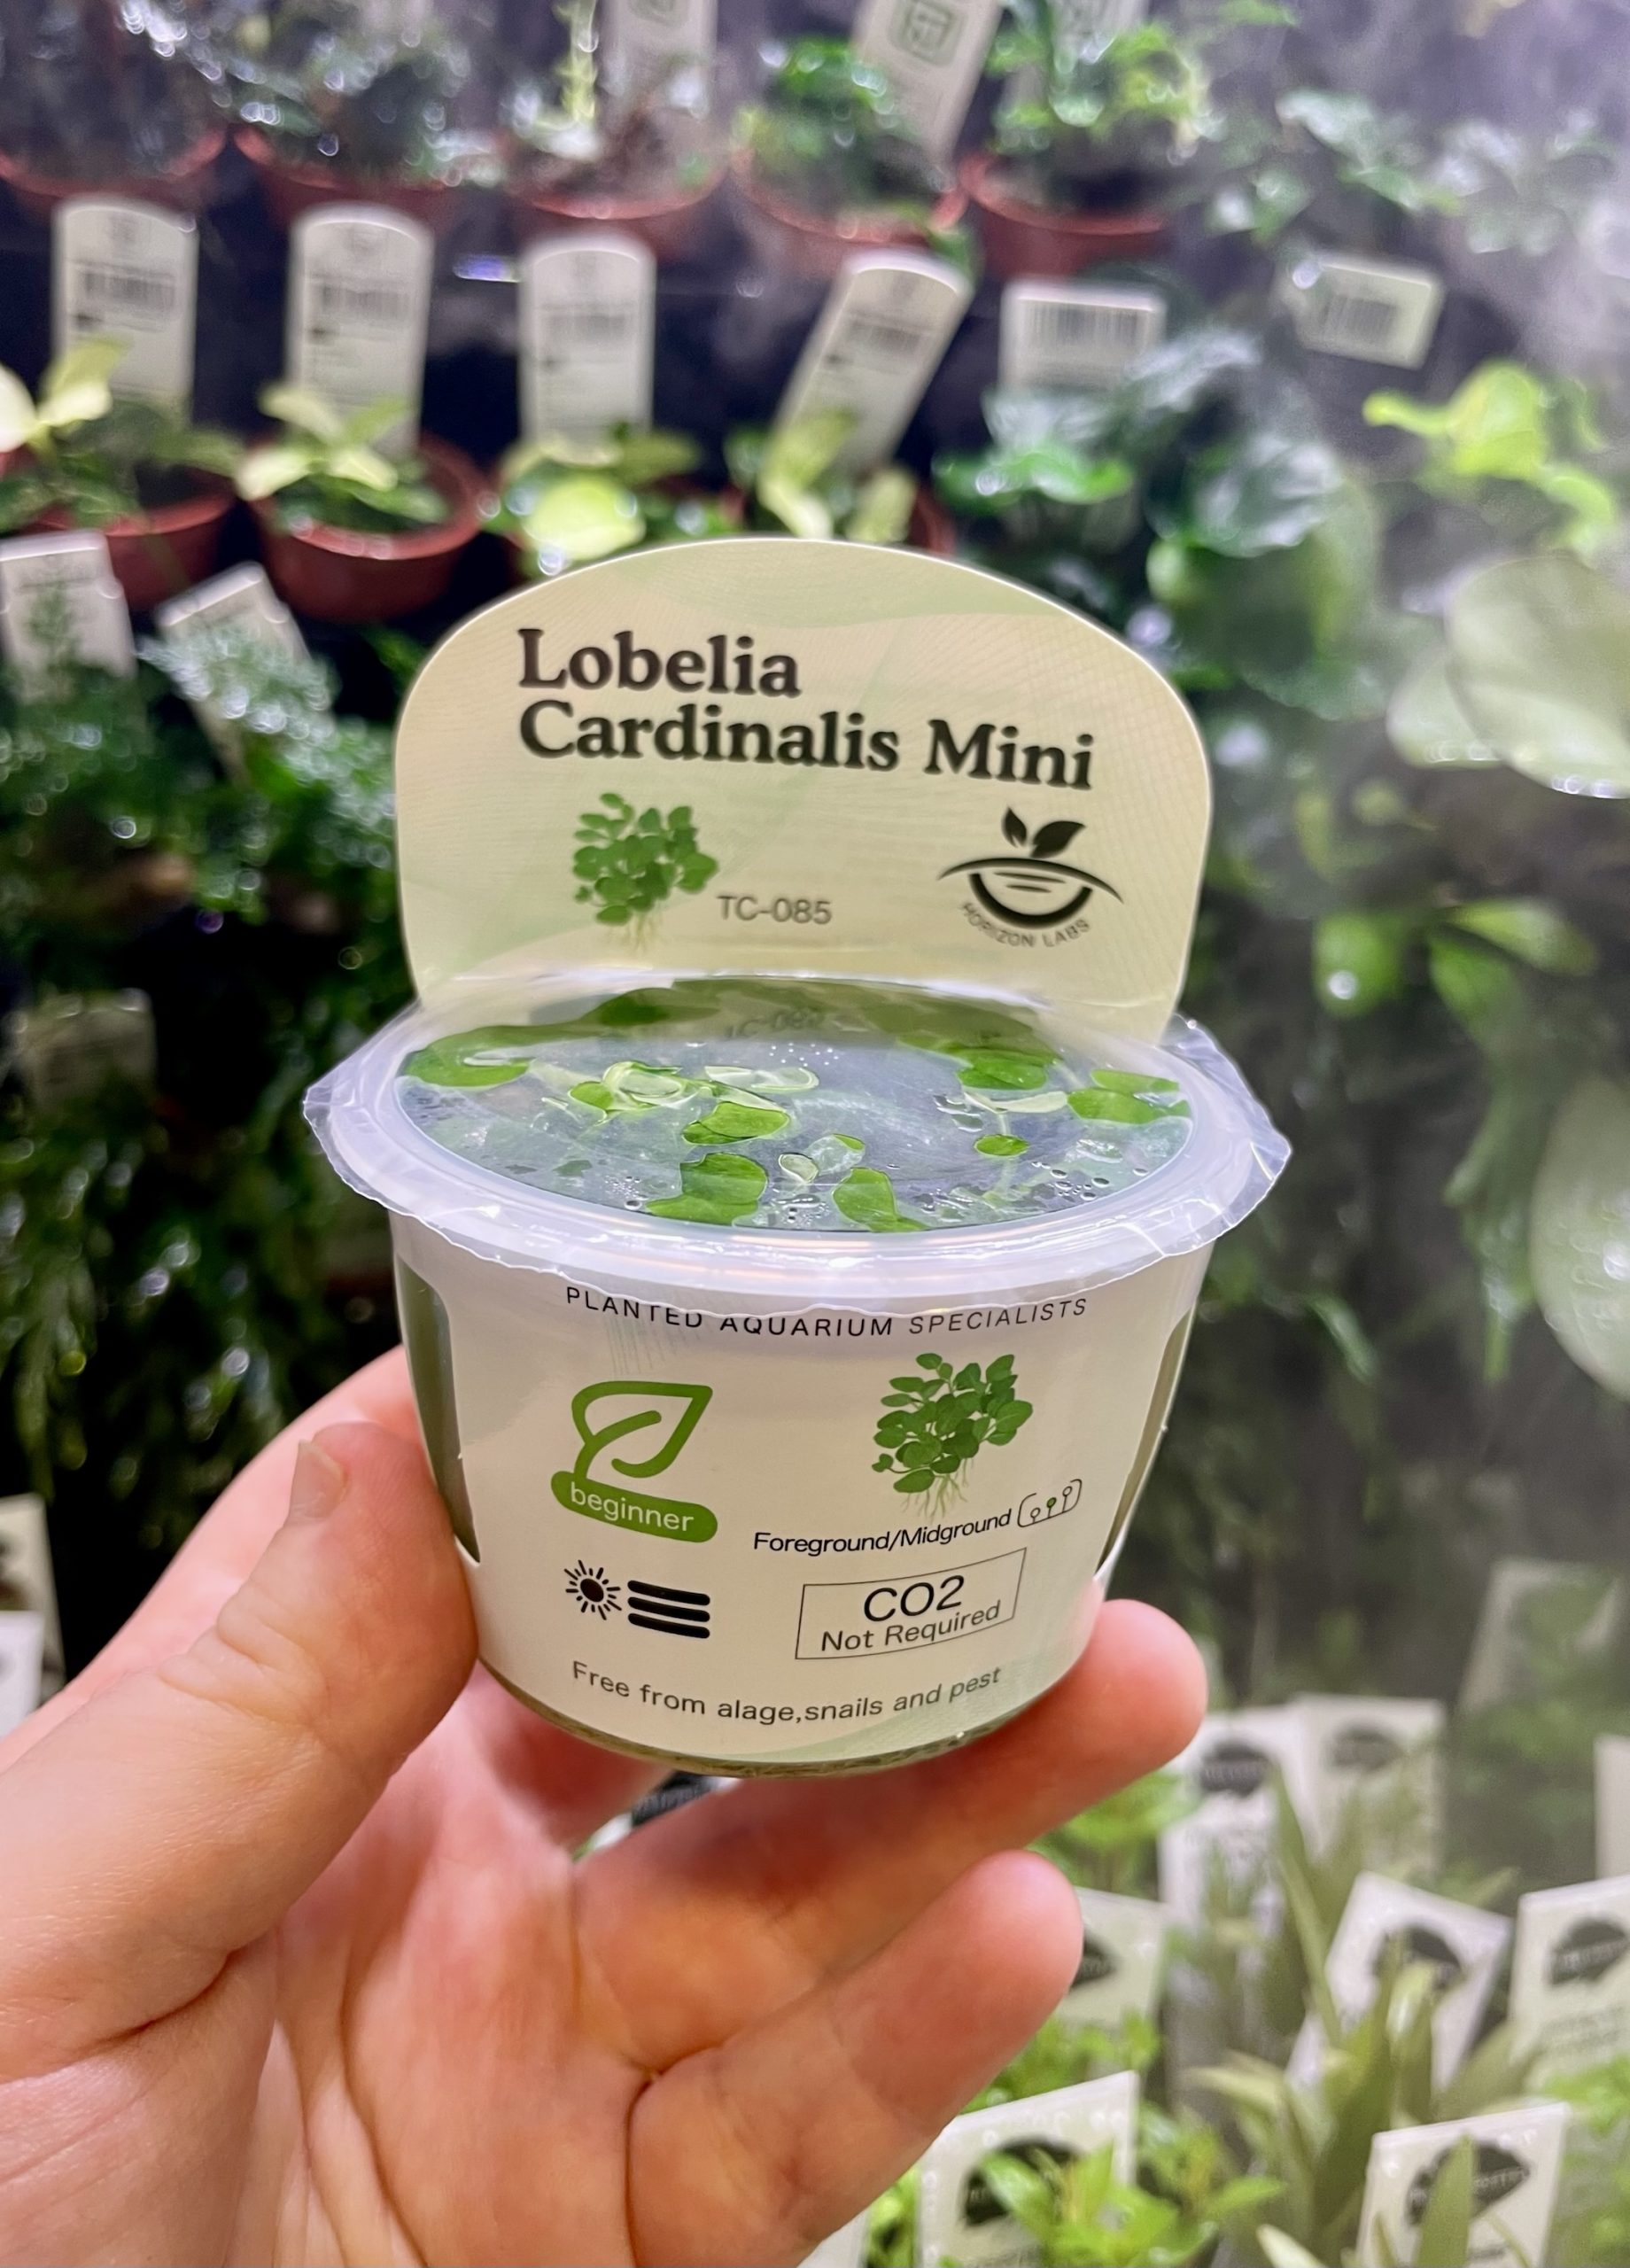 Lobelia
Cardinalis Mini
TC-085
HORIZON LABS
PLANTED AQUARIUM SPECIALISTS
beginner
Foreground/Midground
CO2
Not Required
Free from alage,snails and pest